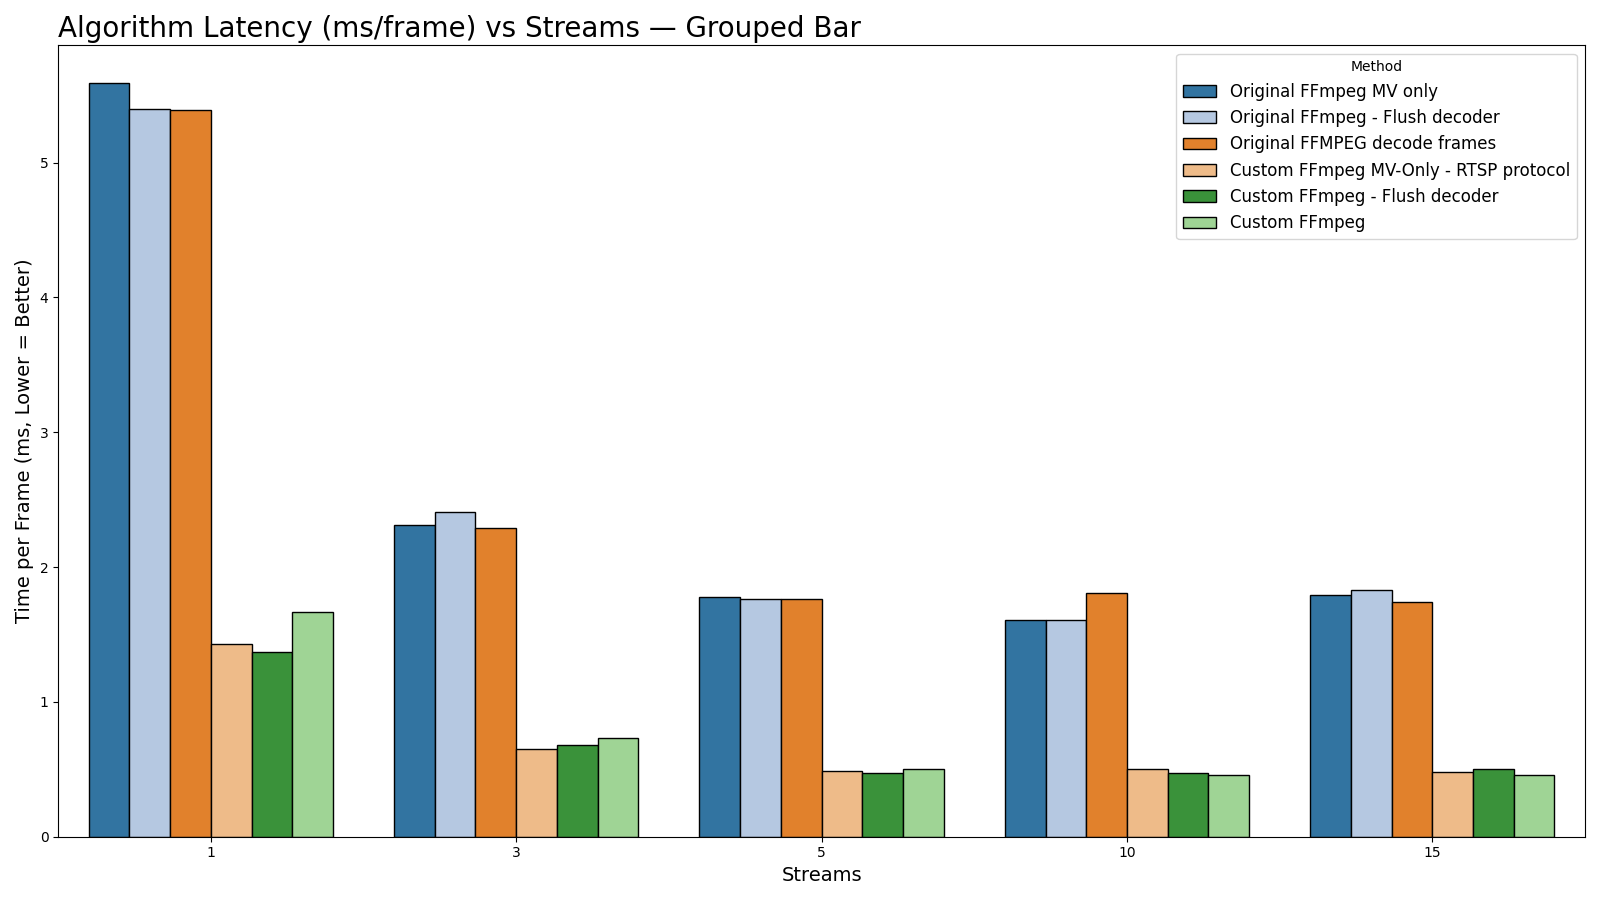 Algorithm Latency (ms/frame) vs Streams — Grouped Bar
Method
Original FFmpeg MV only
Original FFmpeg - Flush decoder
Original FFMPEG decode frames
Custom FFmpeg MV-Only - RTSP protocol
Custom FFmpeg - Flush decoder
Custom FFmpeg
Time per Frame (ms, Lower = Better)
5
4
3
2
1
0
1 3 5 10 15
Streams